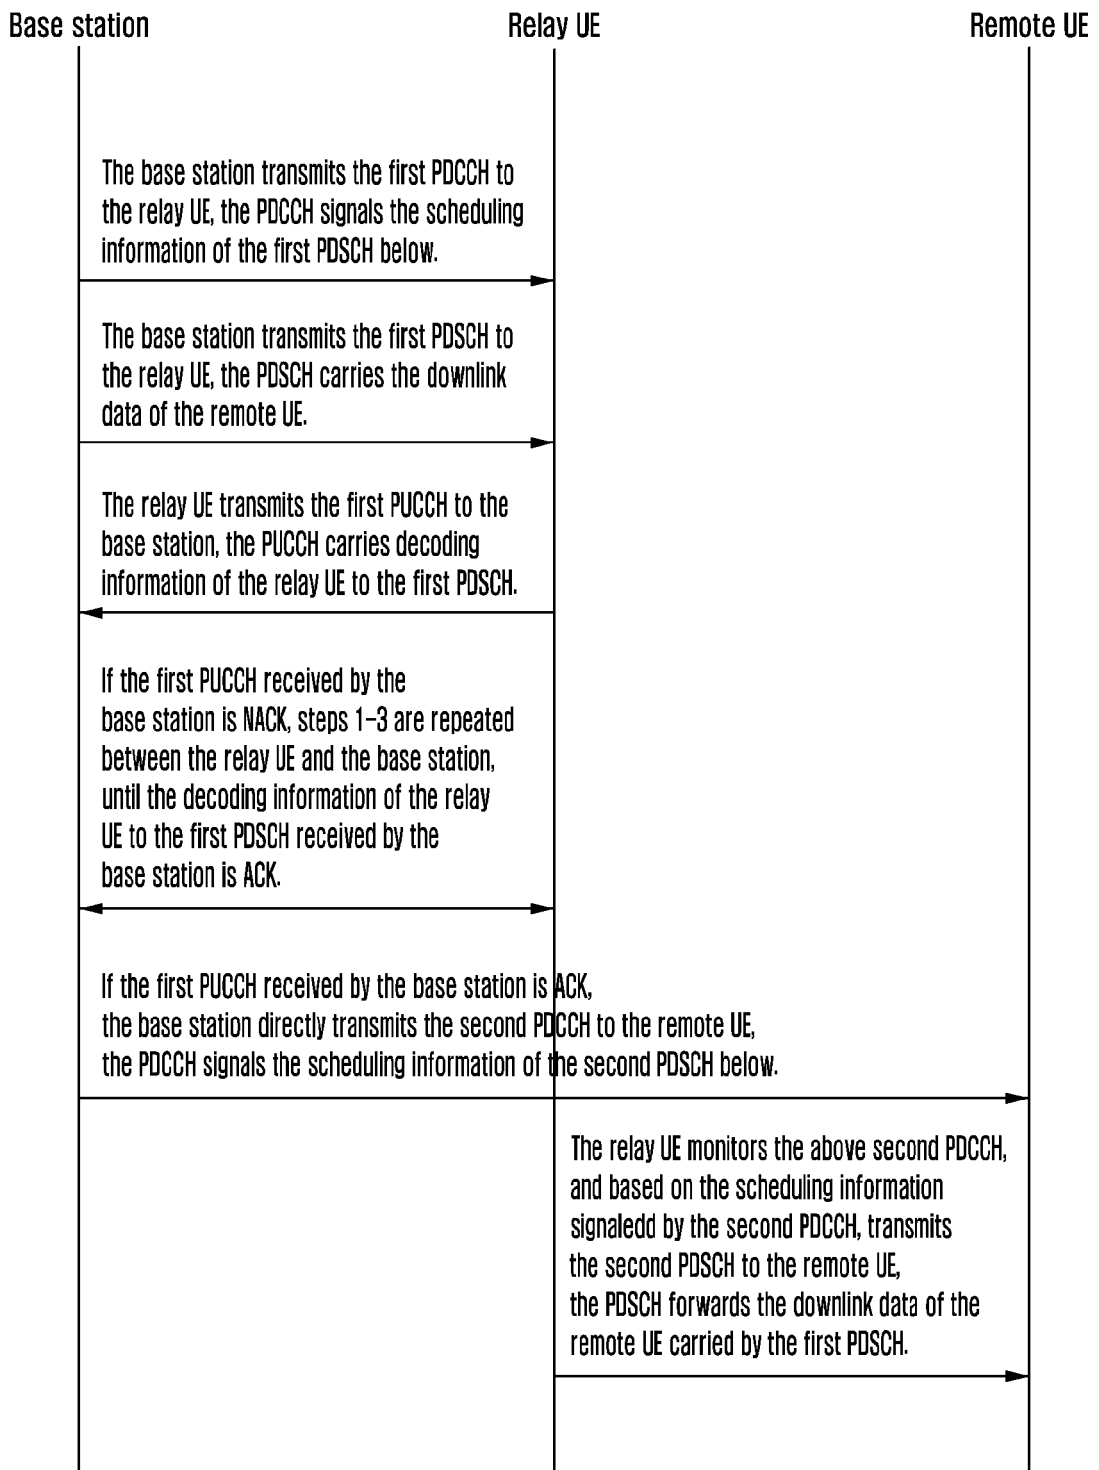 Base station
Relay UE
Remote UE
The base station transmits the first PDCCH to
the relay UE, the PDCCH signals the scheduling
information of the first PDSCH below.
The base station transmits the first PDSCH to
the relay UE, the PDSCH carries the downlink
data of the remote UE.
The relay UE transmits the first PUCCH to the
base station, the PUCCH carries decoding
information of the relay UE to the first PDSCH.
If the first PUCCH received by the
base station is NACK, steps 1–3 are repeated
between the relay UE and the base station,
until the decoding information of the relay
UE to the first PDSCH received by the
base station is ACK.
If the first PUCCH received by the base station is ACK,
the base station directly transmits the second PDCCH to the remote UE,
the PDCCH signals the scheduling information of the second PDSCH below.
The relay UE monitors the above second PDCCH,
and based on the scheduling information
signaledd by the second PDCCH, transmits
the second PDSCH to the remote UE,
the PDSCH forwards the downlink data of the
remote UE carried by the first PDSCH.